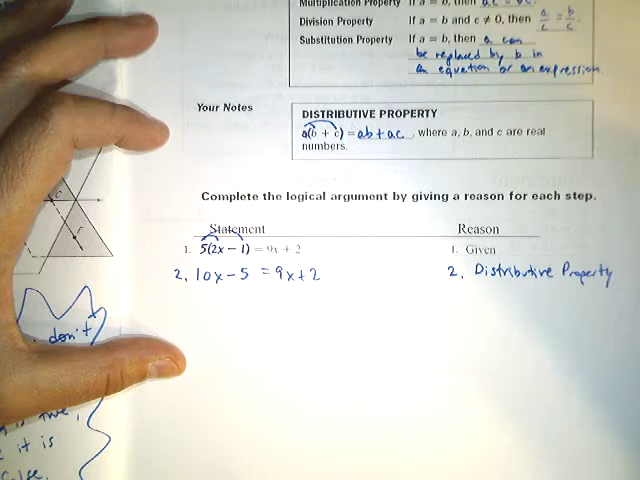 Multiplication Property If a = b, then ac = bc.
Division Property If a = b and c ≠ 0, then a/c = b/c.
Substitution Property If a = b, then a can
be replaced by b in
an equation or an expression.
Your Notes
DISTRIBUTIVE PROPERTY
a(b + c) = ab + ac, where a, b, and c are real
numbers.
Complete the logical argument by giving a reason for each step.
Statement Reason
1. 5(2x − 1) = 9x + 2 1. Given
2. 10x − 5 = 9x + 2 2. Distributive Property
C
F
don't
it is